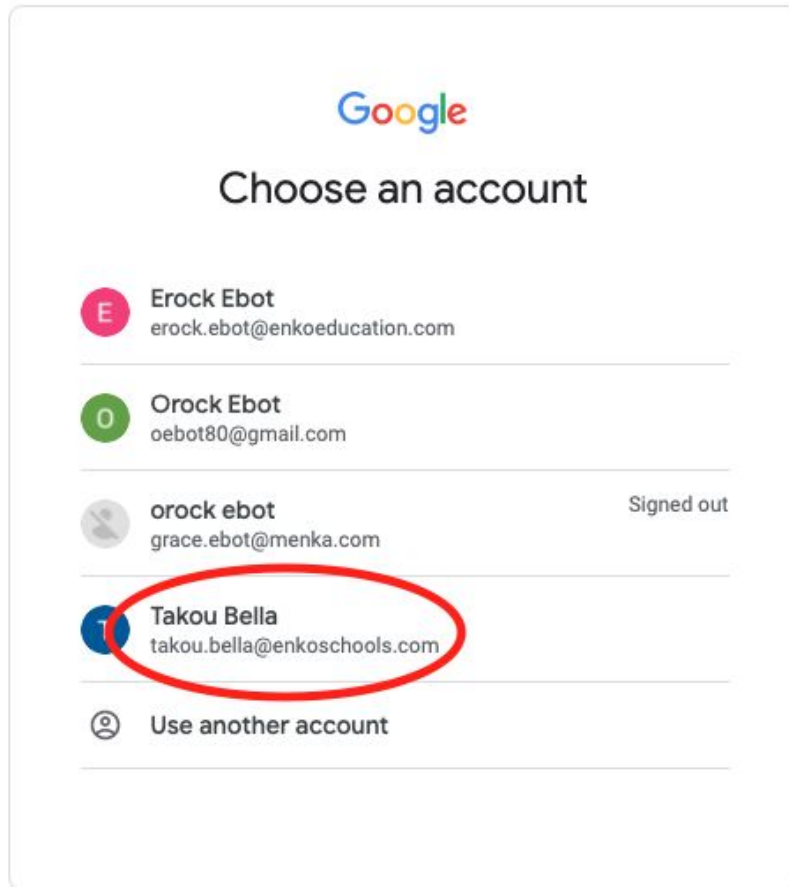 Google
Choose an account
E
Erock Ebot
erock.ebot@enkoeducation.com
O
Orock Ebot
oebot80@gmail.com
orock ebot
Signed out
grace.ebot@menka.com
T
Takou Bella
takou.bella@enkoschools.com
Use another account